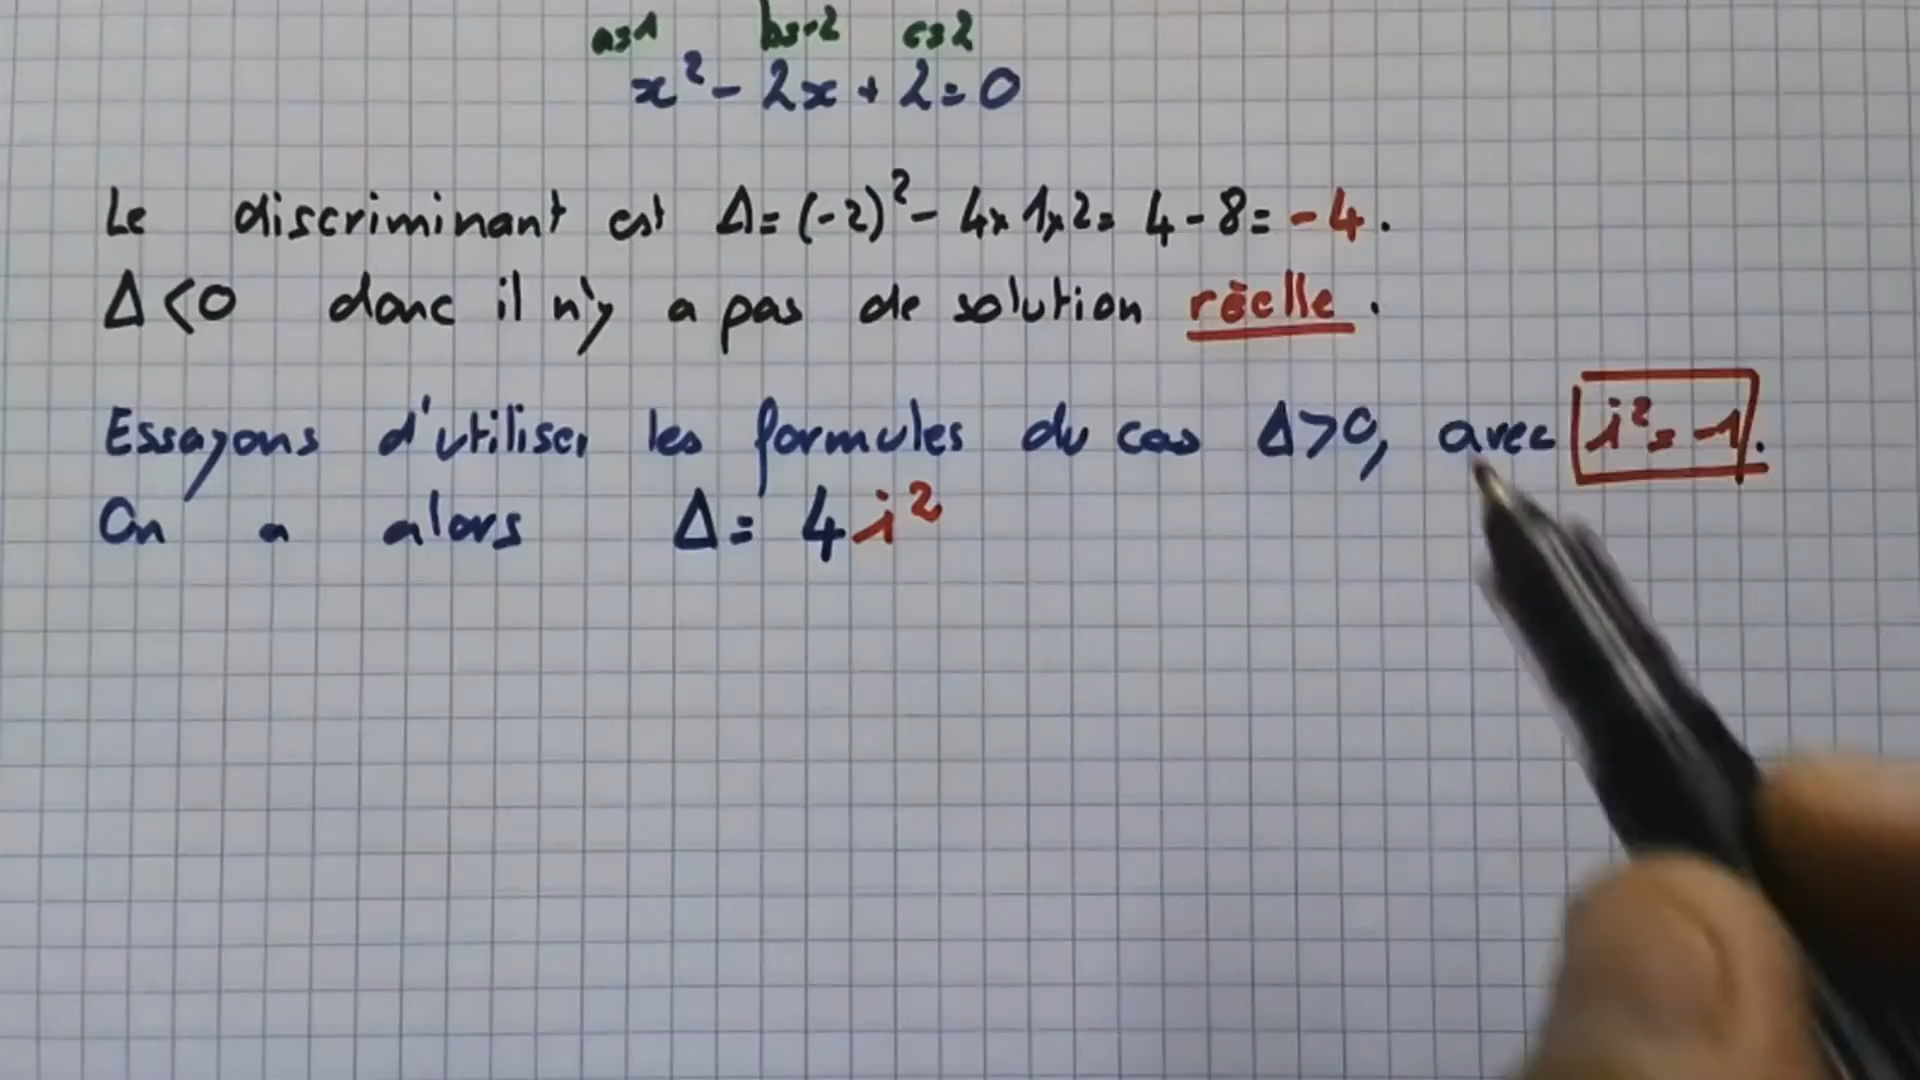 a=1 b=-2 c=2
x² - 2x + 2 = 0
Le discriminant est Δ = (-2)² - 4 × 1 × 2 = 4 - 8 = -4.
Δ < 0 donc il n'y a pas de solution réelle.
Essayons d'utiliser les formules du cas Δ > 0, avec i² = -1.
On a alors Δ = 4i²